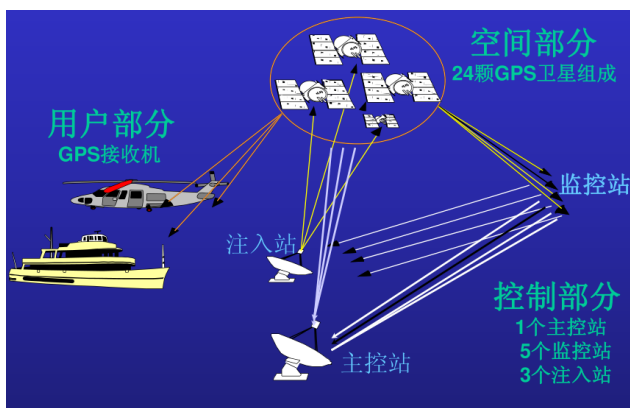 空间部分
24颗GPS卫星组成
用户部分
GPS接收机
监控站
注入站
控制部分
1个主控站
5个监控站
3个注入站
主控站